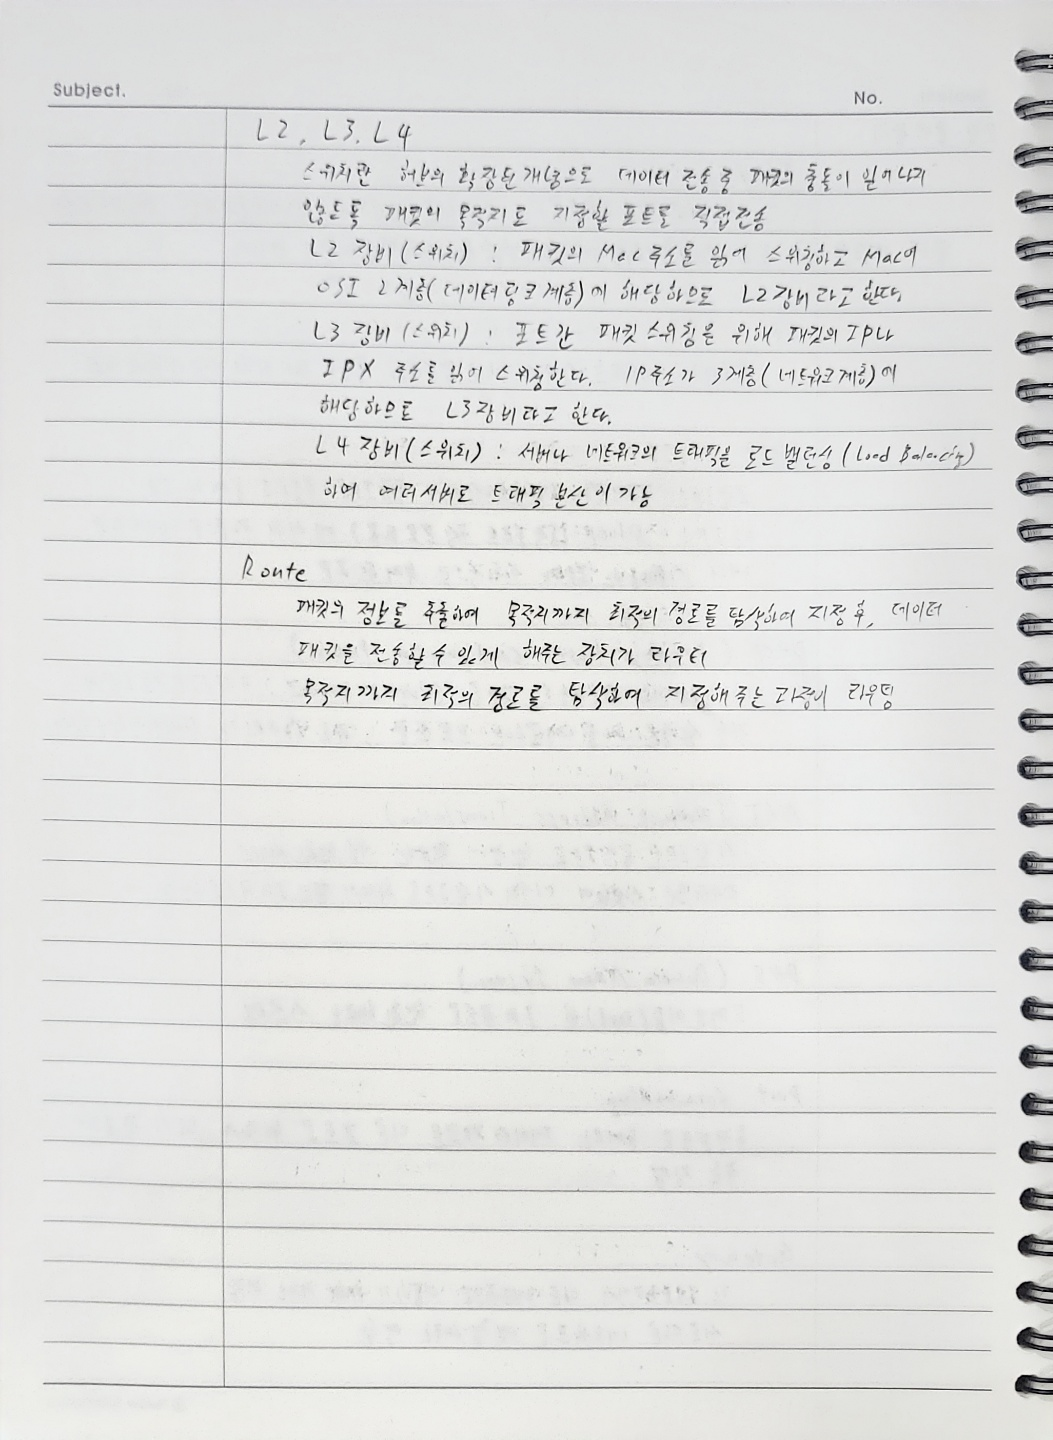 Subject.
No.
L2, L3, L4
스위치란 허브의 확장된 개념으로 데이터 전송 중 패킷의 충돌이 일어나지
않도록 패킷의 목적지로 지정할 포트를 직접전송
L2 장비(스위치) : 패킷의 Mac주소를 읽어 스위칭하고 Mac이
OSI 2계층(데이터링크계층)에 해당하므로 L2장비라고 한다.
L3 장비(스위치) : 포트간 패킷 스위칭을 위해 패킷의 IP나
IPX 주소를 읽어 스위칭한다. IP주소가 3계층(네트워크계층)에
해당하므로 L3장비라고 한다.
L4 장비(스위치) : 서버나 네트워크의 트래픽을 로드 밸런싱 (Load
하여 여러서버로 트래픽 분산이 가능
Route
패킷의 정보를 추출하여 목적지까지 최적의 경로를 탐색하여 지정 후, 데이터
패킷을 전송할 수 있게 해주는 장치가 라우터
목적지까지 최적의 경로를 탐색하여 지정해주는 과정이 라우팅